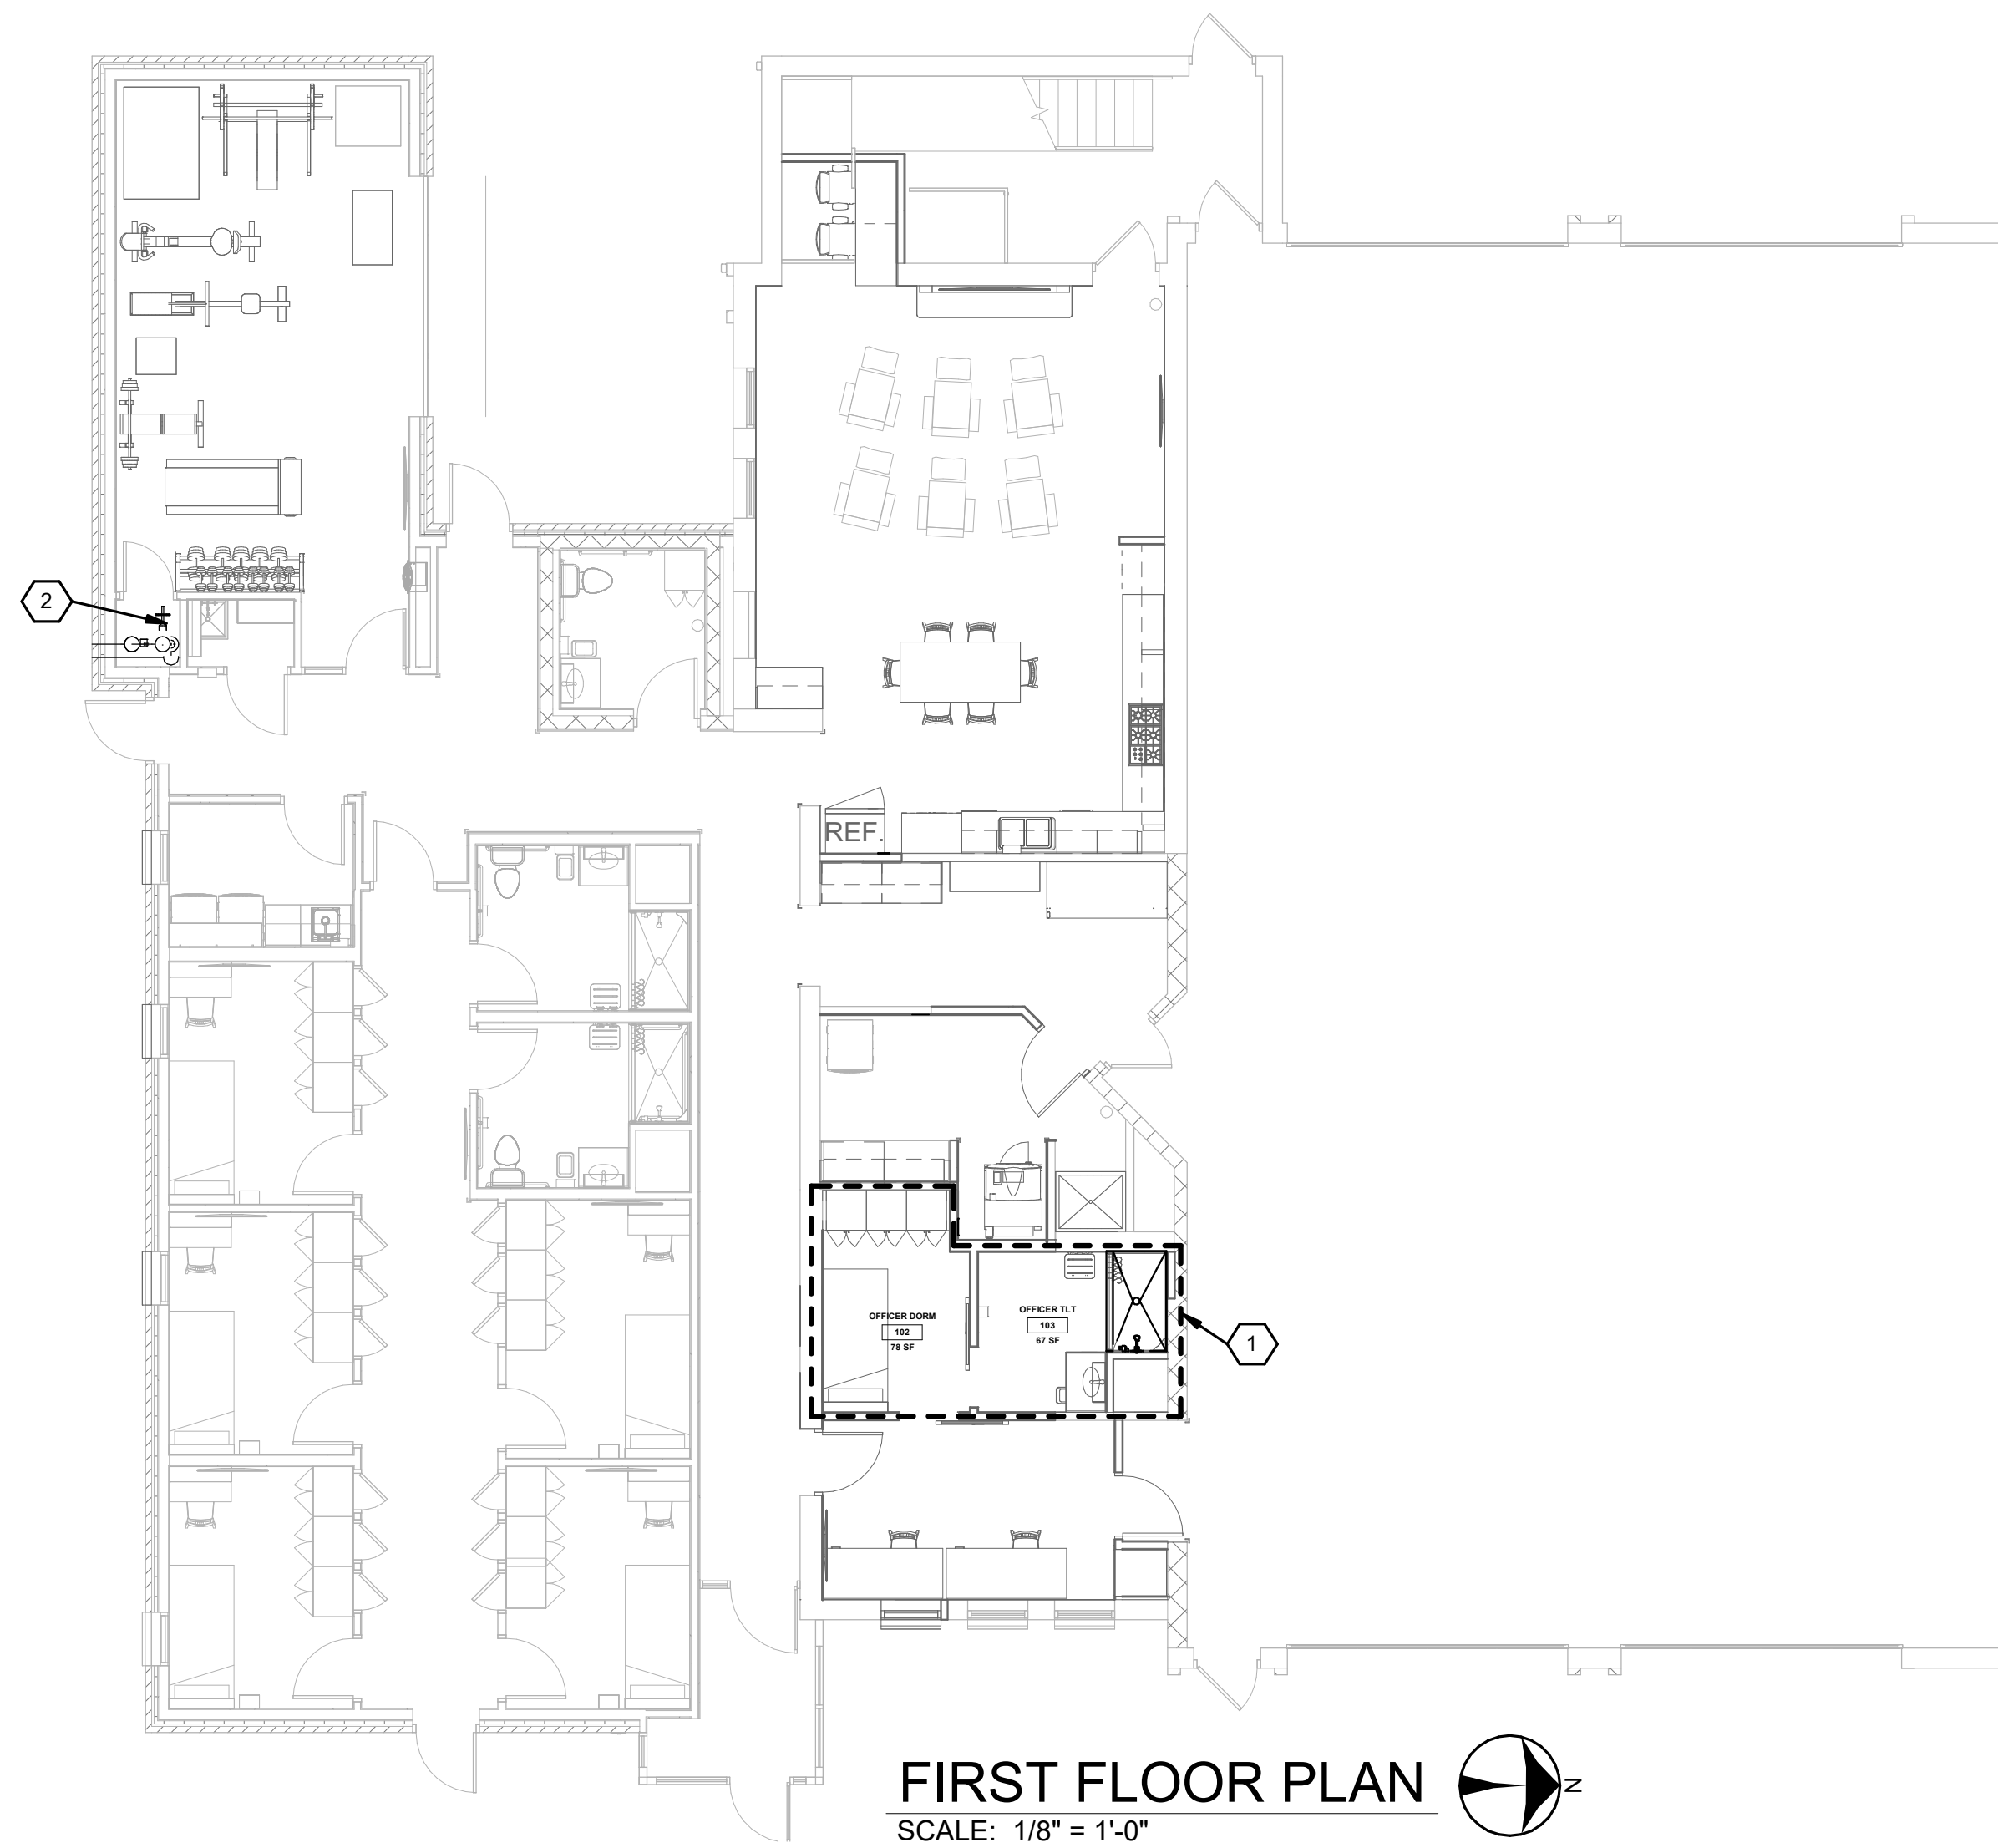 2
REF.
OFFICER DORM
102
78 SF
OFFICER TLT
103
67 SF
1
FIRST FLOOR PLAN
N
SCALE: 1/8" = 1'-0"